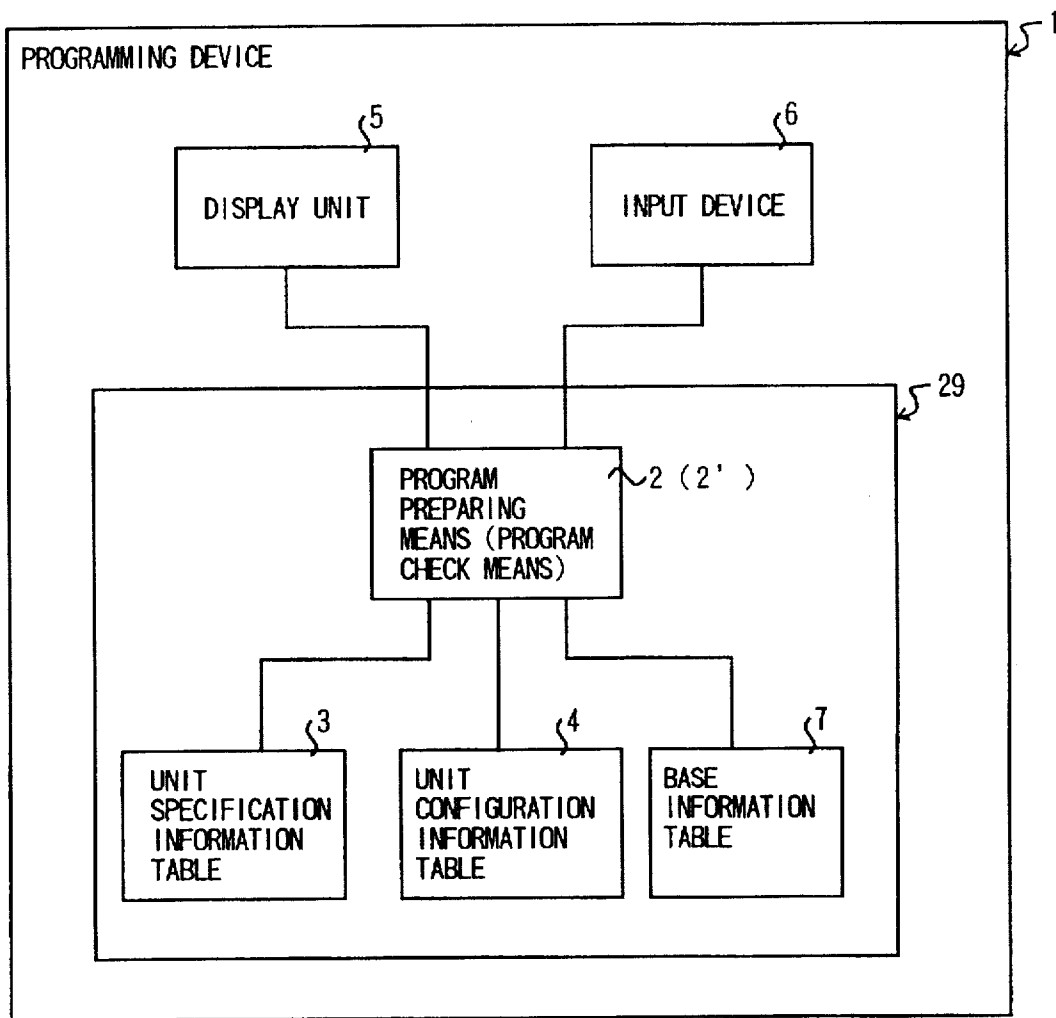 1
PROGRAMMING DEVICE
5
6
DISPLAY UNIT
INPUT DEVICE
29
2 (2')
PROGRAM
PREPARING
MEANS (PROGRAM
CHECK MEANS)
3
4
7
UNIT
SPECIFICATION
INFORMATION
TABLE
UNIT
CONFIGURATION
INFORMATION
TABLE
BASE
INFORMATION
TABLE